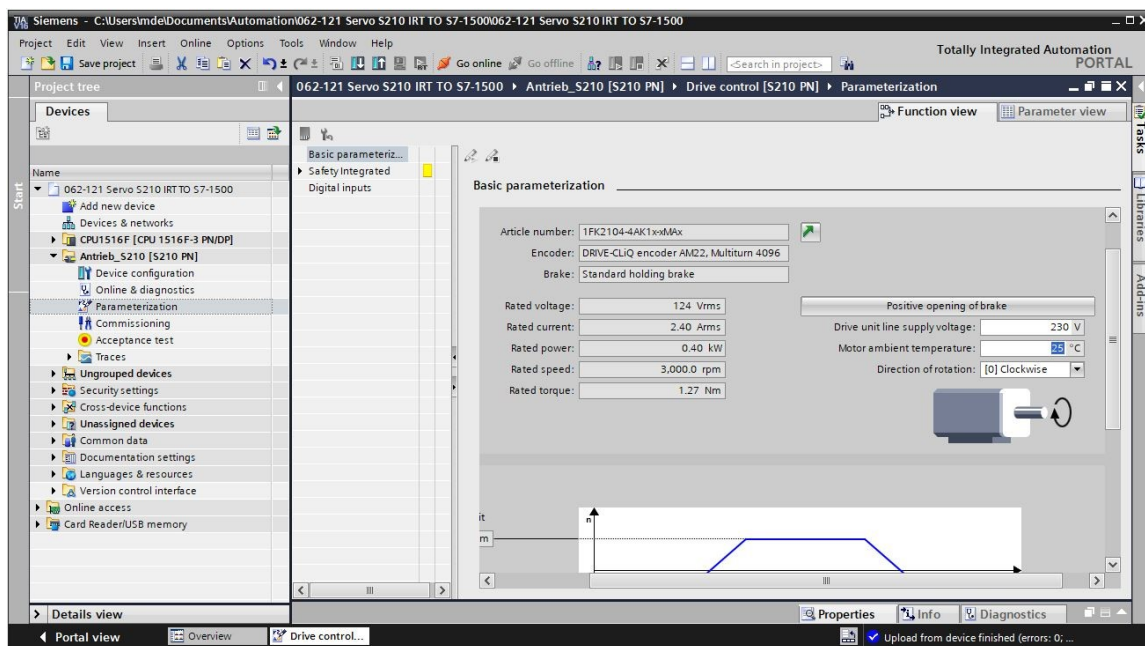 Siemens - C:\Users\mde\Documents\Automation\062-121 Servo S210 IRT TO S7-1500\062-121 Servo S210 IRT TO S7-1500
Project Edit View Insert Online Options Tools Window Help
Totally Integrated Automation
PORTAL
Save project
Go online
Go offline
<Search in project>
Project tree
062-121 Servo S210 IRT TO S7-1500 Antrieb_S210 [S210 PN] Drive control [S210 PN] Parameterization
Devices
Function view
Parameter view
Name
062-121 Servo S210 IRT TO S7-1500
Add new device
Devices & networks
CPU1516F [CPU 1516F-3 PN/DP]
Antrieb_S210 [S210 PN]
Device configuration
Online & diagnostics
Parameterization
Commissioning
Acceptance test
Traces
Ungrouped devices
Security settings
Cross-device functions
Unassigned devices
Common data
Documentation settings
Languages & resources
Version control interface
Online access
Card Reader/USB memory
Start
Basic parameteriz...
Safety Integrated
Digital inputs
Basic parameterization
Article number: 1FK2104-4AK1x-xMAx
Encoder: DRIVE-CLiQ encoder AM22, Multiturn 4096
Brake: Standard holding brake
Rated voltage: 124 Vrms
Rated current: 2.40 Arms
Rated power: 0.40 kW
Rated speed: 3,000.0 rpm
Rated torque: 1.27 Nm
Positive opening of brake
Drive unit line supply voltage: 230 V
Motor ambient temperature: 25 °C
Direction of rotation: [0] Clockwise
it
n
m
Tasks
Libraries
Add-ins
Details view
Properties
Info
Diagnostics
Portal view
Overview
Drive control...
Upload from device finished (errors: 0; ...